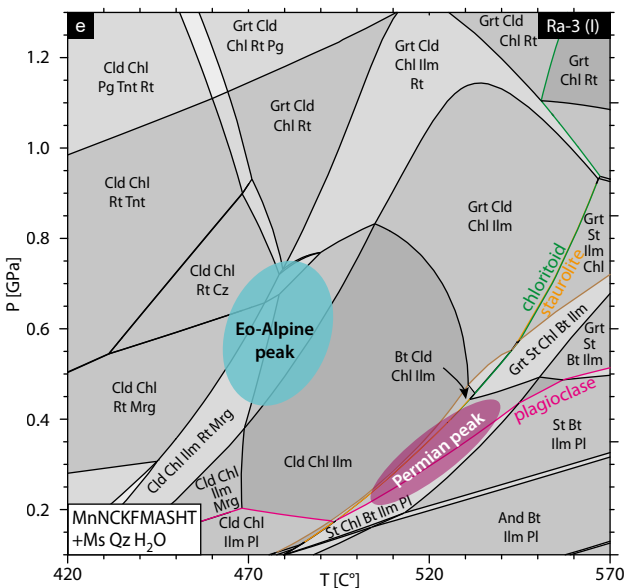 e
Ra-3 (I)
P [GPa]
1.2
1.0
0.8
0.6
0.4
0.2
Cld Chl
Pg Tnt Rt
Grt Cld
Chl Rt Pg
Grt Cld
Chl Ilm
Rt
Grt Cld
Chl Rt
Grt
Chl Rt
Grt Cld
Chl Rt
Cld Chl
Rt Tnt
Grt Cld
Chl Ilm
Grt
St
Ilm
Chl
chloritoid
staurolite
Cld Chl
Rt Cz
Eo-Alpine
peak
Grt St Chl Bt Ilm
Grt
St
Bt Ilm
Bt Cld
Chl Ilm
Cld Chl
Rt Mrg
Cld Chl Ilm Rt Mrg
plagioclase
Permian peak
St Bt
Ilm Pl
Cld Chl
Ilm
Mrg
Cld Chl Ilm
St Chl Bt Ilm Pl
Cld Chl
Ilm Pl
And Bt
Ilm Pl
MnNCKFMASHT
+Ms Qz H₂O
420
470
520
570
T [C°]